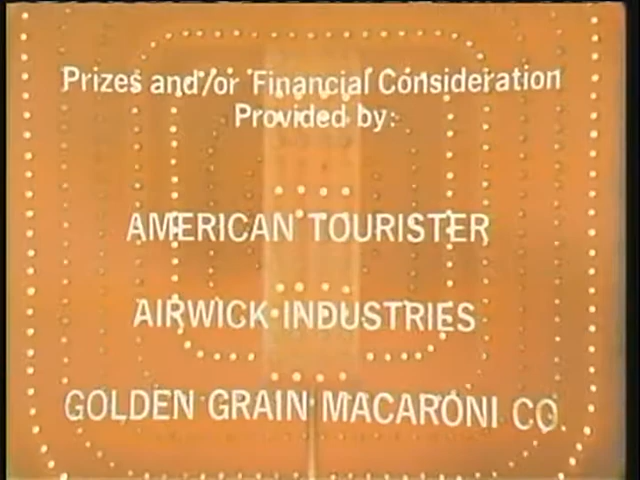 Prizes and/or Financial Consideration
Provided by:
AMERICAN TOURISTER
AIRWICK INDUSTRIES
GOLDEN GRAIN MACARONI CO.